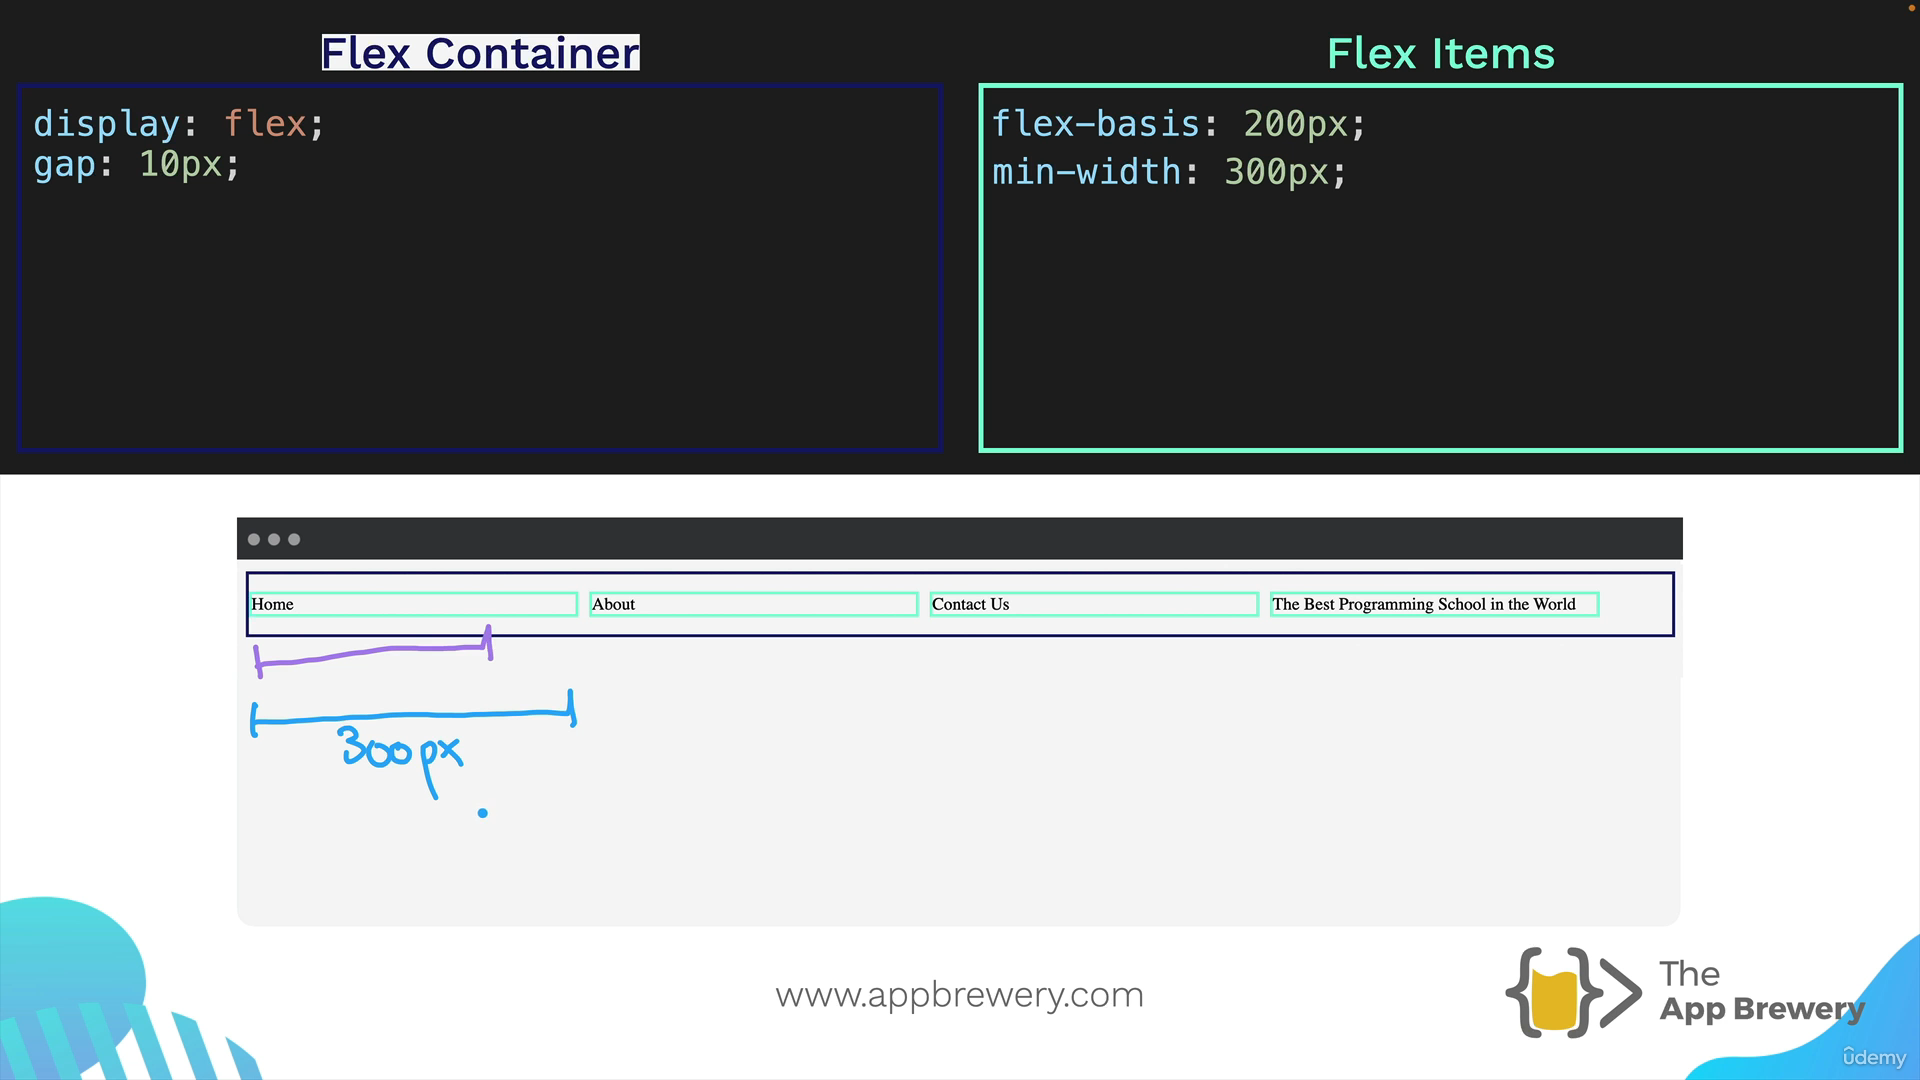 Flex Container
Flex Items
display: flex;
gap: 10px;
flex-basis: 200px;
min-width: 300px;
Home
About
Contact Us
The Best Programming School in the World
300px
www.appbrewery.com
The
App Brewery
ûdemy